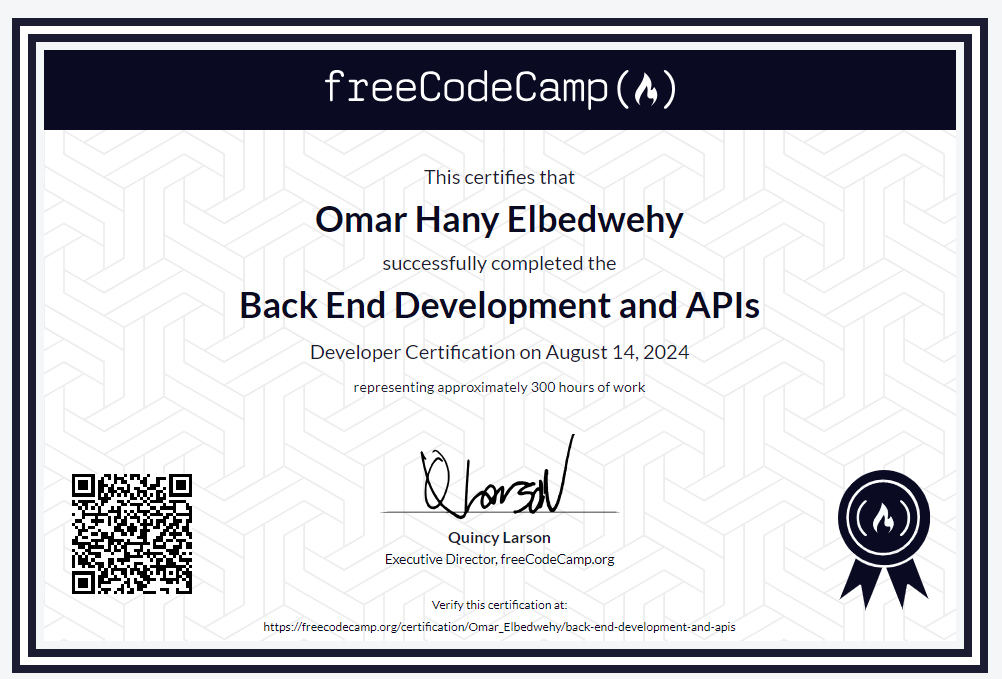 freeCodeCamp
This certifies that
Omar Hany Elbedwehy
successfully completed the
Back End Development and APIs
Developer Certification on August 14, 2024
representing approximately 300 hours of work
QLarson
Quincy Larson
Executive Director, freeCodeCamp.org
Verify this certification at:
https://freecodecamp.org/certification/Omar_Elbedwehy/back-end-development-and-apis